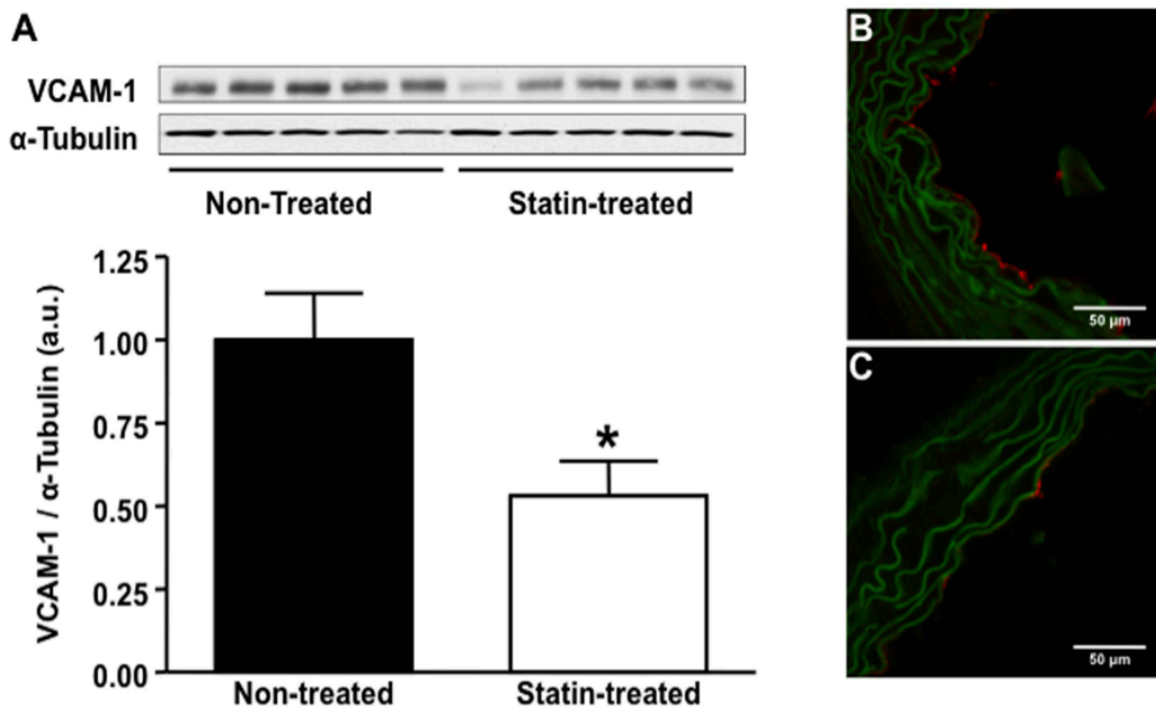 A
VCAM-1
α-Tubulin
Non-Treated
Statin-treated
VCAM-1 / α-Tubulin (a.u.)
1.25
1.00
0.75
0.50
0.25
0.00
*
Non-treated
Statin-treated
B
50 µm
C
50 µm